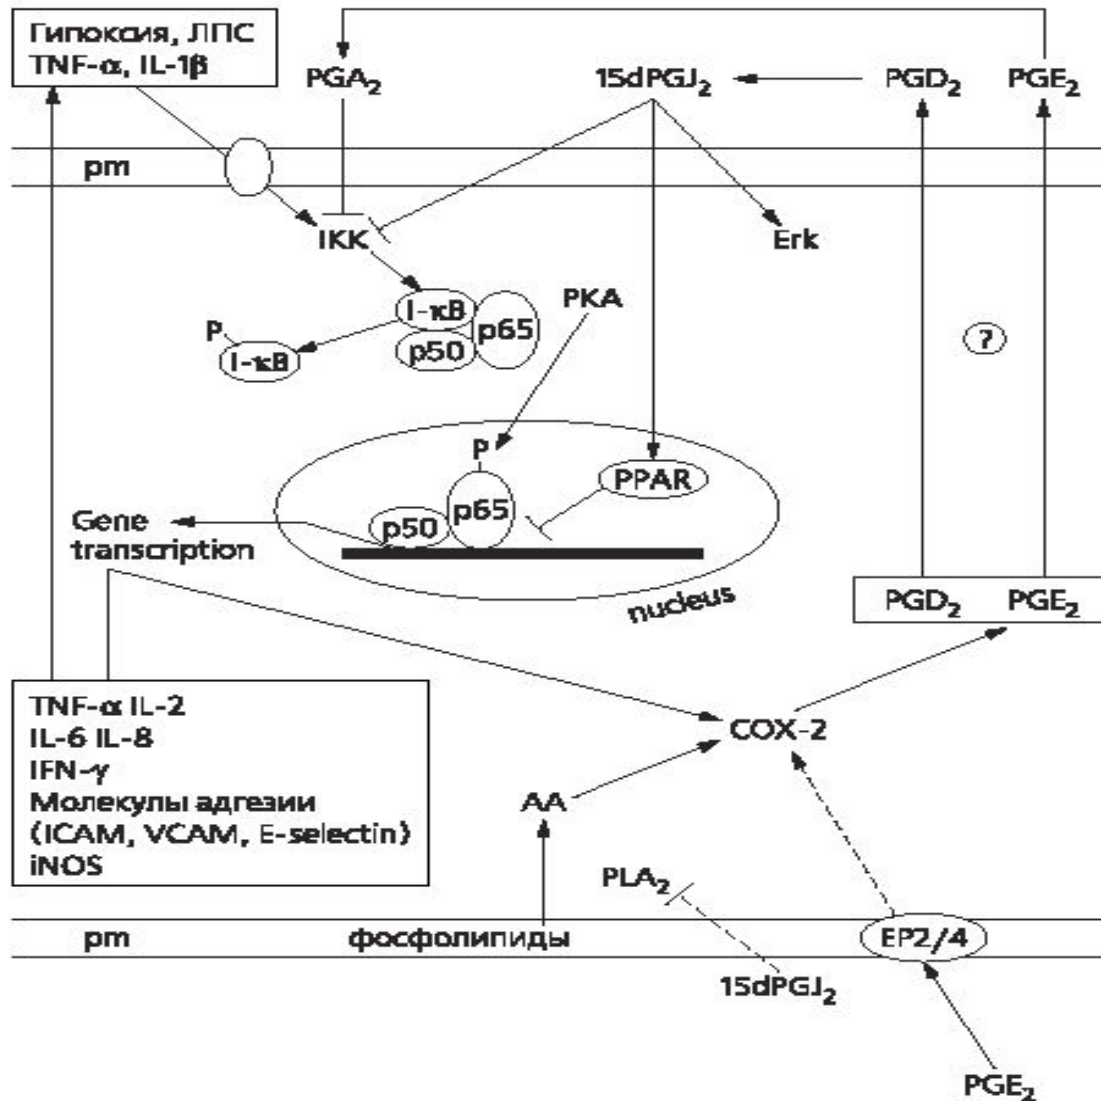 Гипоксия, ЛПС
TNF-α, IL-1β
PGA₂
15dPGJ₂
PGD₂
PGE₂
pm
IKK
Erk
I-κB
p65
p50
PKA
P
I-κB
?
P
PPAR
p65
p50
Gene
transcription
nucleus
PGD₂ PGE₂
TNF-α IL-2
IL-6 IL-8
IFN-γ
Молекулы адгезии
(ICAM, VCAM, E-selectin)
iNOS
COX-2
AA
PLA₂
pm
фосфолипиды
EP2/4
15dPGJ₂
PGE₂